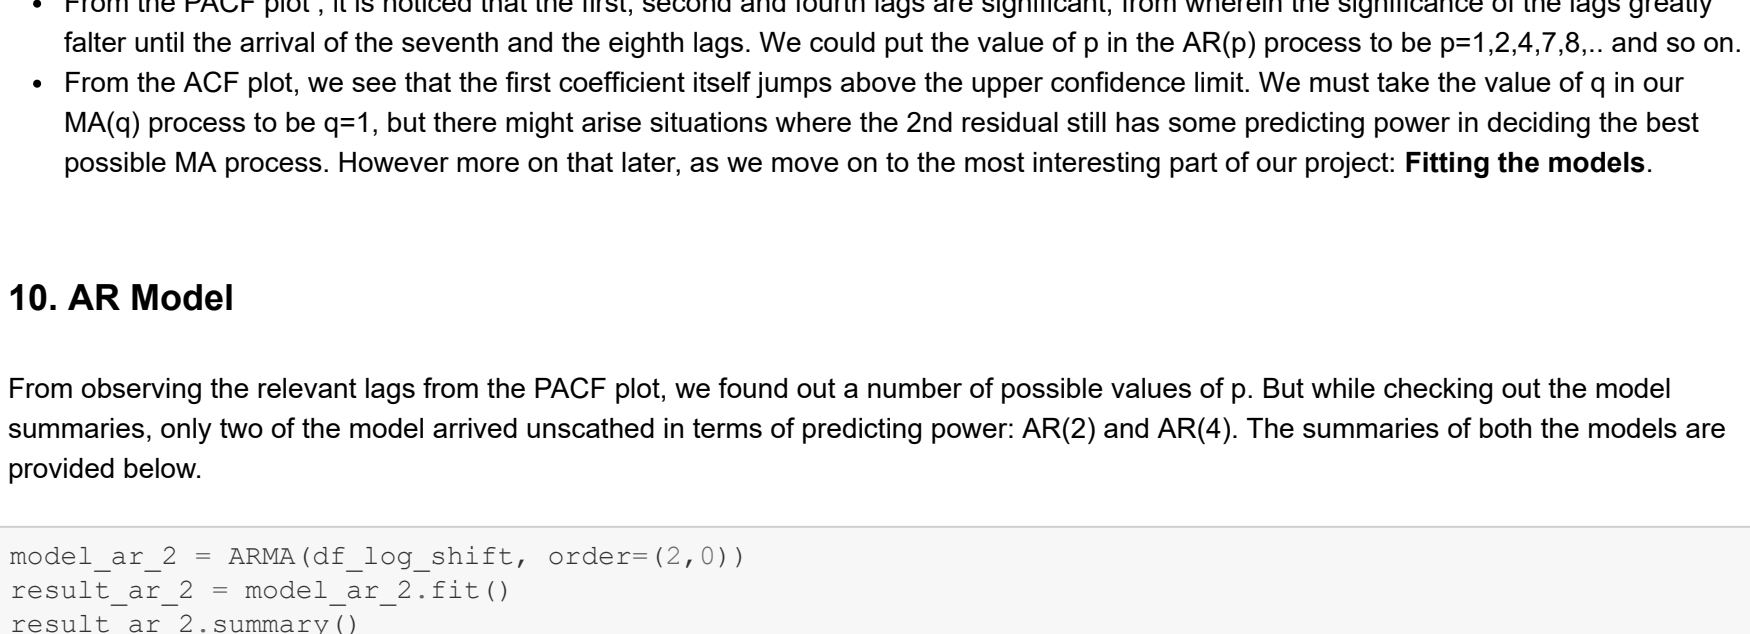 • From the PACF plot , it is noticed that the first, second and fourth lags are significant, from wherein the significance of the lags greatly
falter until the arrival of the seventh and the eighth lags. We could put the value of p in the AR(p) process to be p=1,2,4,7,8,.. and so on.
• From the ACF plot, we see that the first coefficient itself jumps above the upper confidence limit. We must take the value of q in our
MA(q) process to be q=1, but there might arise situations where the 2nd residual still has some predicting power in deciding the best
possible MA process. However more on that later, as we move on to the most interesting part of our project: Fitting the models.
10. AR Model
From observing the relevant lags from the PACF plot, we found out a number of possible values of p. But while checking out the model
summaries, only two of the model arrived unscathed in terms of predicting power: AR(2) and AR(4). The summaries of both the models are
provided below.
model_ar_2 = ARMA(df_log_shift, order=(2,0))
result_ar_2 = model_ar_2.fit()
result_ar_2.summary()